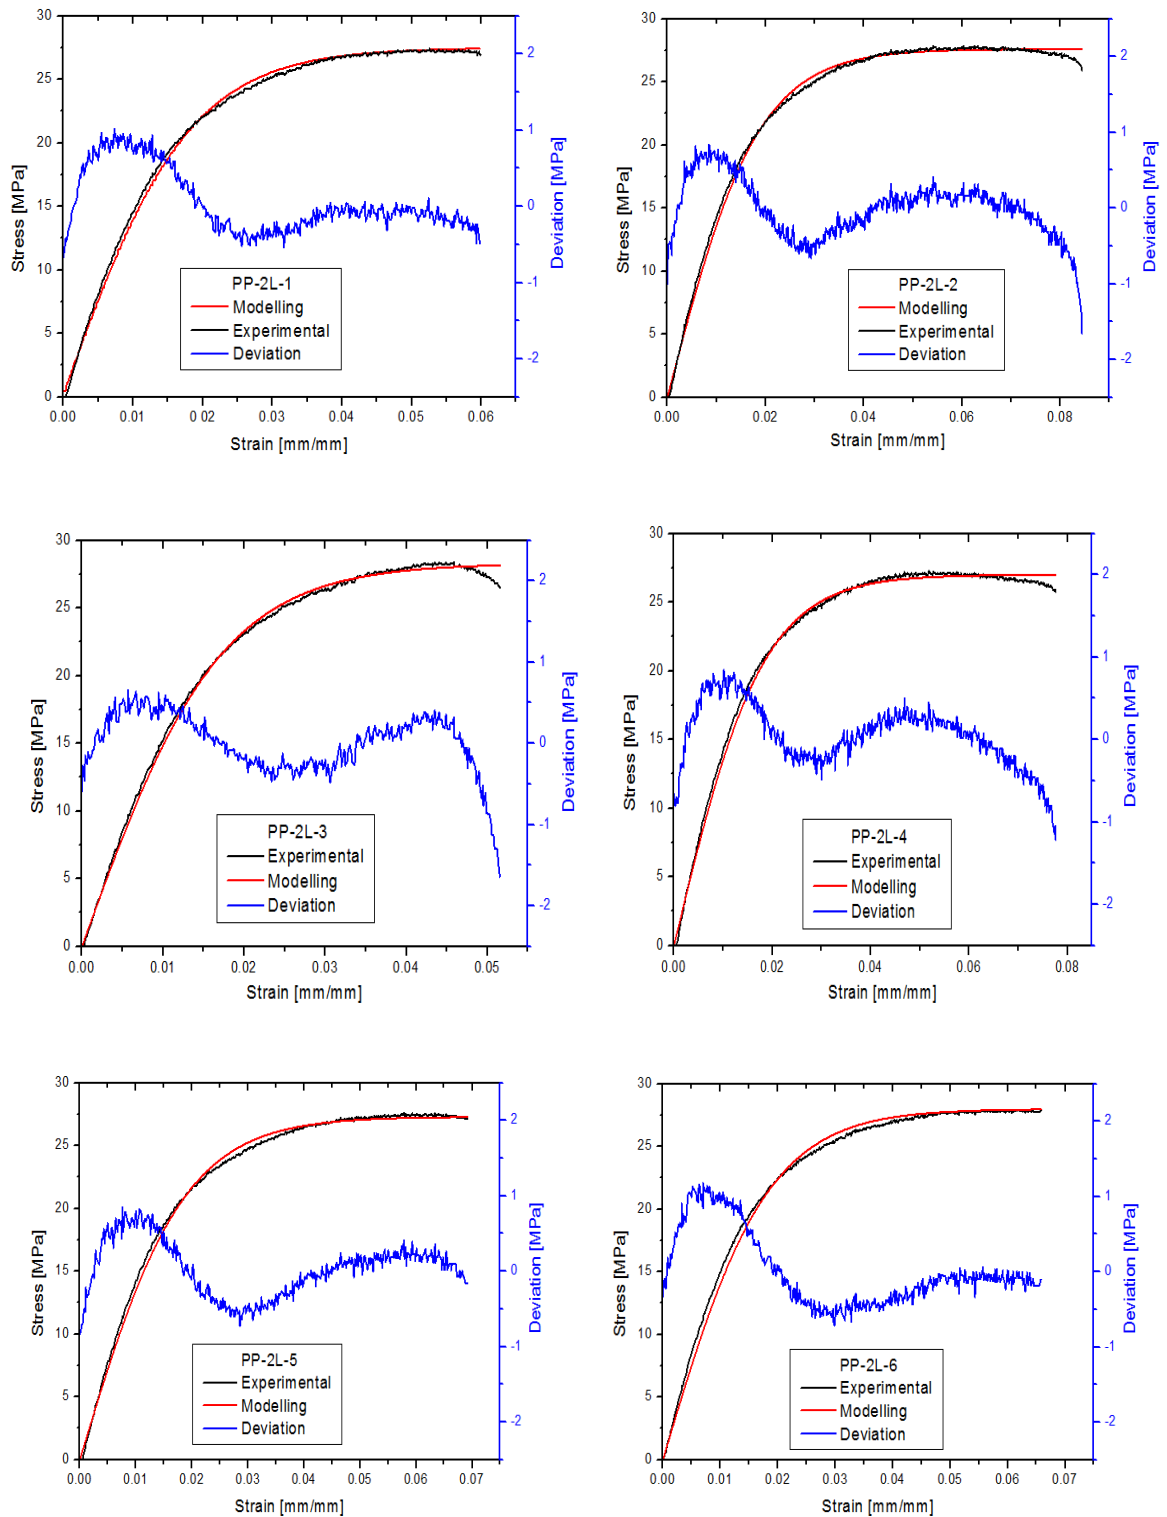 30
25
20
15
10
5
0
Stress [MPa]
2
1
0
-1
-2
Deviation [MPa]
PP-2L-1
Modelling
Experimental
Deviation
0.00 0.01 0 02 0.03 0.04 0.05 0.06
Strain [mm/mm]
30
25
20
15
10
5
0
Stress [MPa]
2
1
0
-1
-2
Deviation [MPa]
PP-2L-2
Modelling
Experimental
Deviation
0.00 0.02 0.04 0.06 0.08
Strain [mm/mm]
30
25
20
15
10
5
0
Stress [MPa]
2
1
0
-1
-2
Deviation [MPa]
PP-2L-3
Experimental
Modelling
Deviation
0.00 0.01 0.02 0.03 0.04 0.05
Strain [mm/mm]
30
25
20
15
10
5
0
Stress [MPa]
2
1
0
-1
-2
Deviation [MPa]
PP-2L-4
Experimental
Modelling
Deviation
0.00 0.02 0.04 0.06 0.08
Strain [mm/mm]
30
25
20
15
10
5
0
Stress [MPa]
2
1
0
-1
-2
Deviation [MPa]
PP-2L-5
Experimental
Modelling
Deviation
0.00 0.01 0.02 0.03 0.04 0.05 0.06 0.07
Strain [mm/mm]
30
25
20
15
10
5
0
Stress [MPa]
2
1
0
-1
-2
Deviation [MPa]
PP-2L-6
Experimental
Modelling
Deviation
0.00 0.01 0.02 0.03 0.04 0.05 0.06 0.07
Strain [mm/mm]